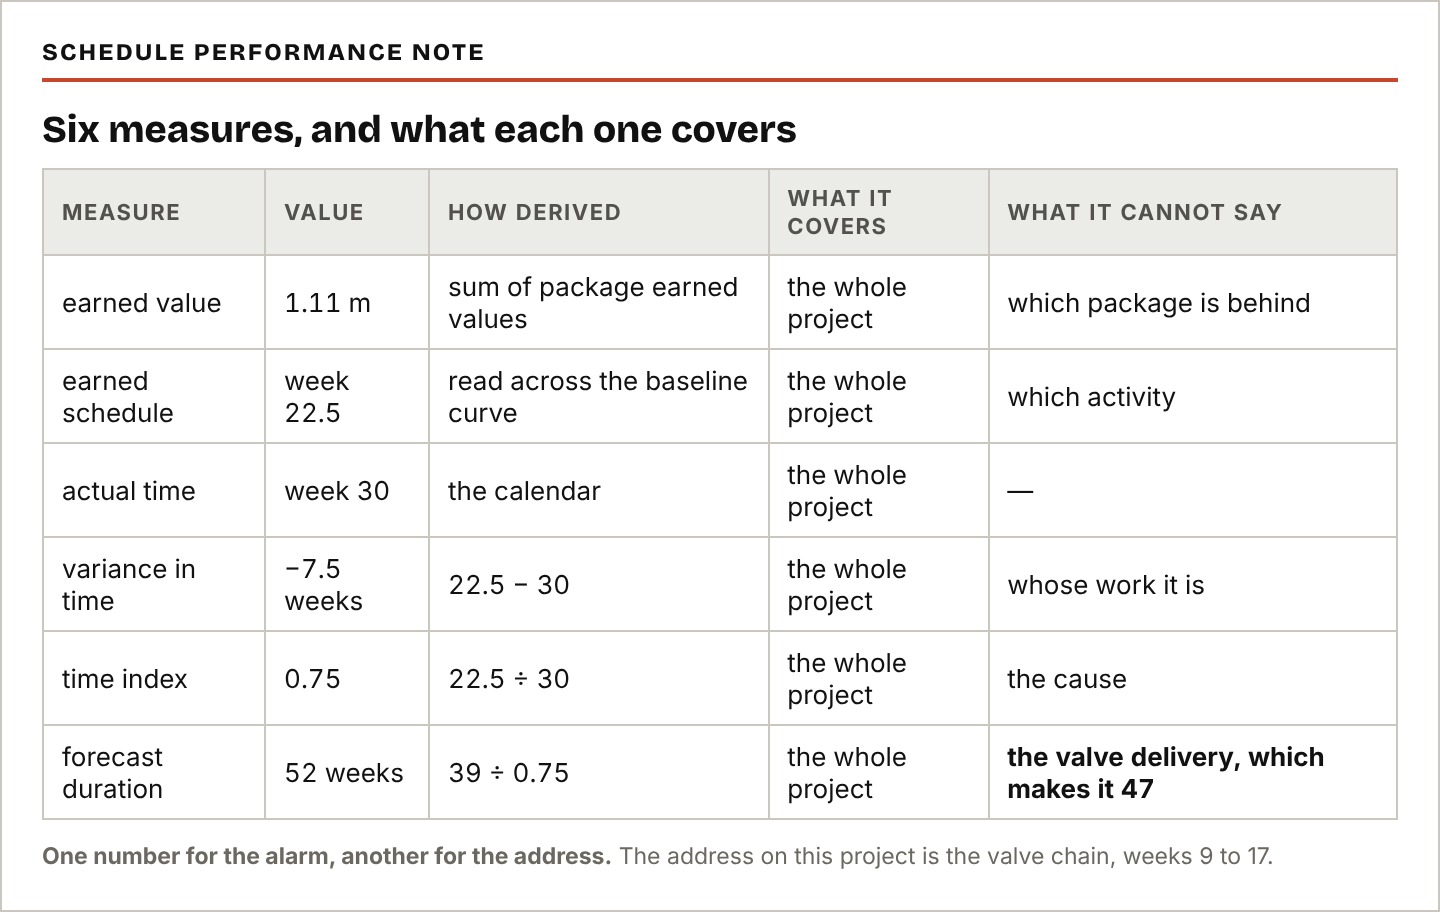 SCHEDULE PERFORMANCE NOTE
Six measures, and what each one covers
MEASURE
VALUE
HOW DERIVED
WHAT IT
COVERS
WHAT IT CANNOT SAY
earned value
1.11 m
sum of package earned
values
the whole
project
which package is behind
earned
schedule
week
22.5
read across the baseline
curve
the whole
project
which activity
actual time
week 30
the calendar
the whole
project
—
variance in
time
−7.5
weeks
22.5 − 30
the whole
project
whose work it is
time index
0.75
22.5 ÷ 30
the whole
project
the cause
forecast
duration
52 weeks
39 ÷ 0.75
the whole
project
the valve delivery, which
makes it 47
One number for the alarm, another for the address. The address on this project is the valve chain, weeks 9 to 17.